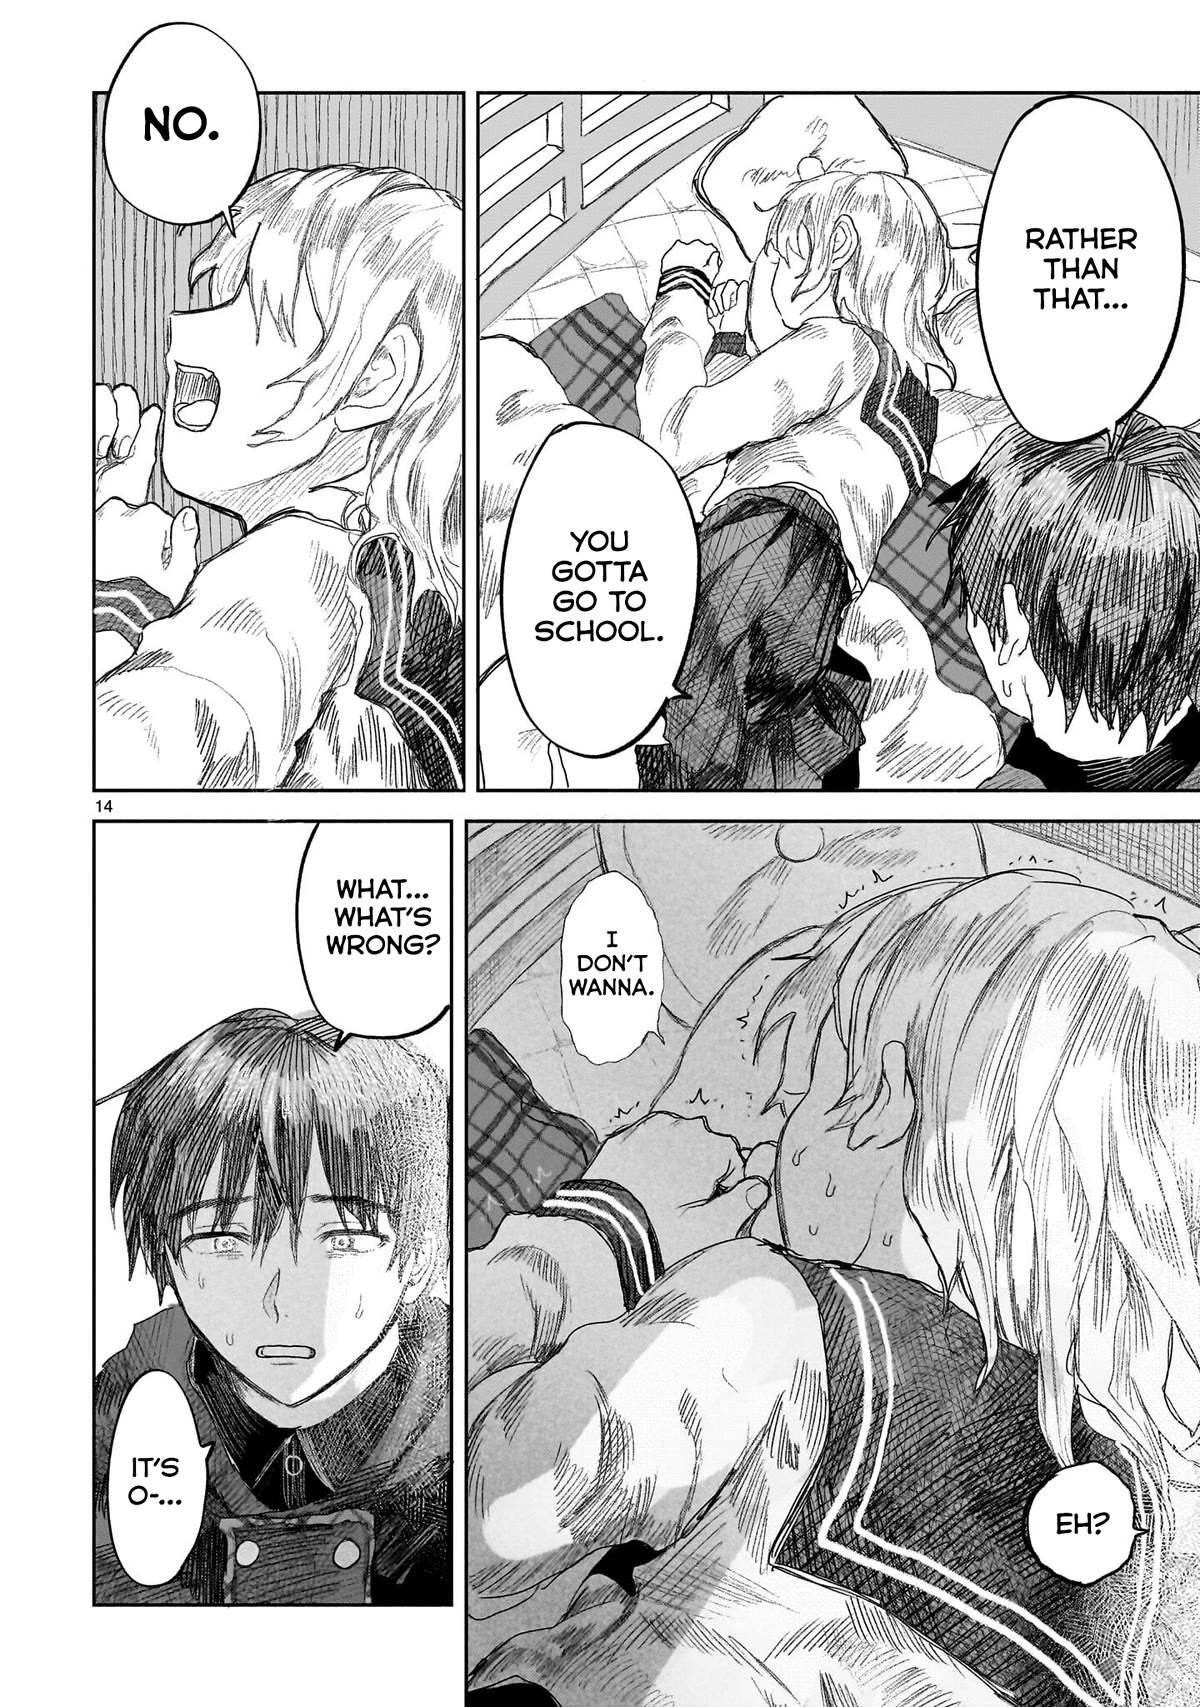 RATHER
THAN
THAT...
YOU
GOTTA
GO TO
SCHOOL.
NO.
14
I
DON'T
WANNA.
EH?
WHAT...
WHAT'S
WRONG?
IT'S
O-...